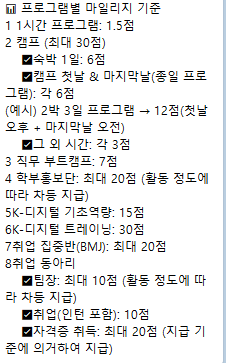 📊 프로그램별 마일리지 기준
1 1시간 프로그램: 1.5점
2 캠프 (최대 30점)
☑숙박 1일: 6점
☑캠프 첫날 & 마지막날(종일 프로
그램): 각 6점
(예시) 2박 3일 프로그램 → 12점(첫날
오후 + 마지막날 오전)
☑그 외 시간: 각 3점
3 직무 부트캠프: 7점
4 학부홍보단: 최대 20점 (활동 정도에
따라 차등 지급)
5K-디지털 기초역량: 15점
6K-디지털 트레이닝: 30점
7취업 집중반(BMJ): 최대 20점
8취업 동아리
☑팀장: 최대 10점 (활동 정도에 따
라 차등 지급)
☑취업(인턴 포함): 10점
☑자격증 취득: 최대 20점 (지급 기
준에 의거하여 지급)